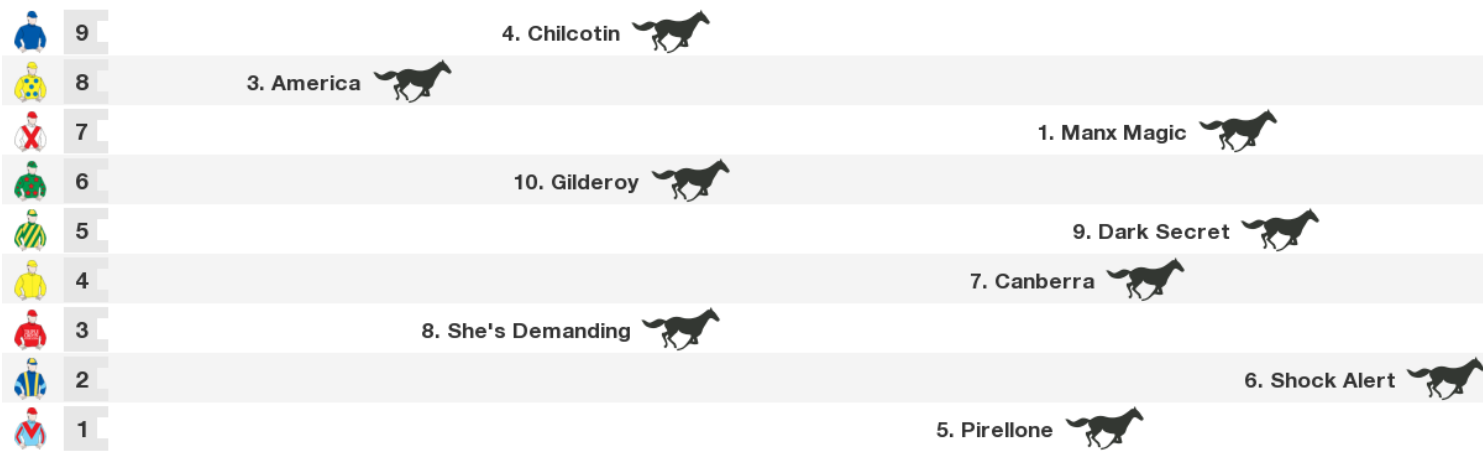 9 4. Chilcotin
8 3. America
7 1. Manx Magic
6 10. Gilderoy
5 9. Dark Secret
4 7. Canberra
3 8. She's Demanding
2 6. Shock Alert
1 5. Pirellone